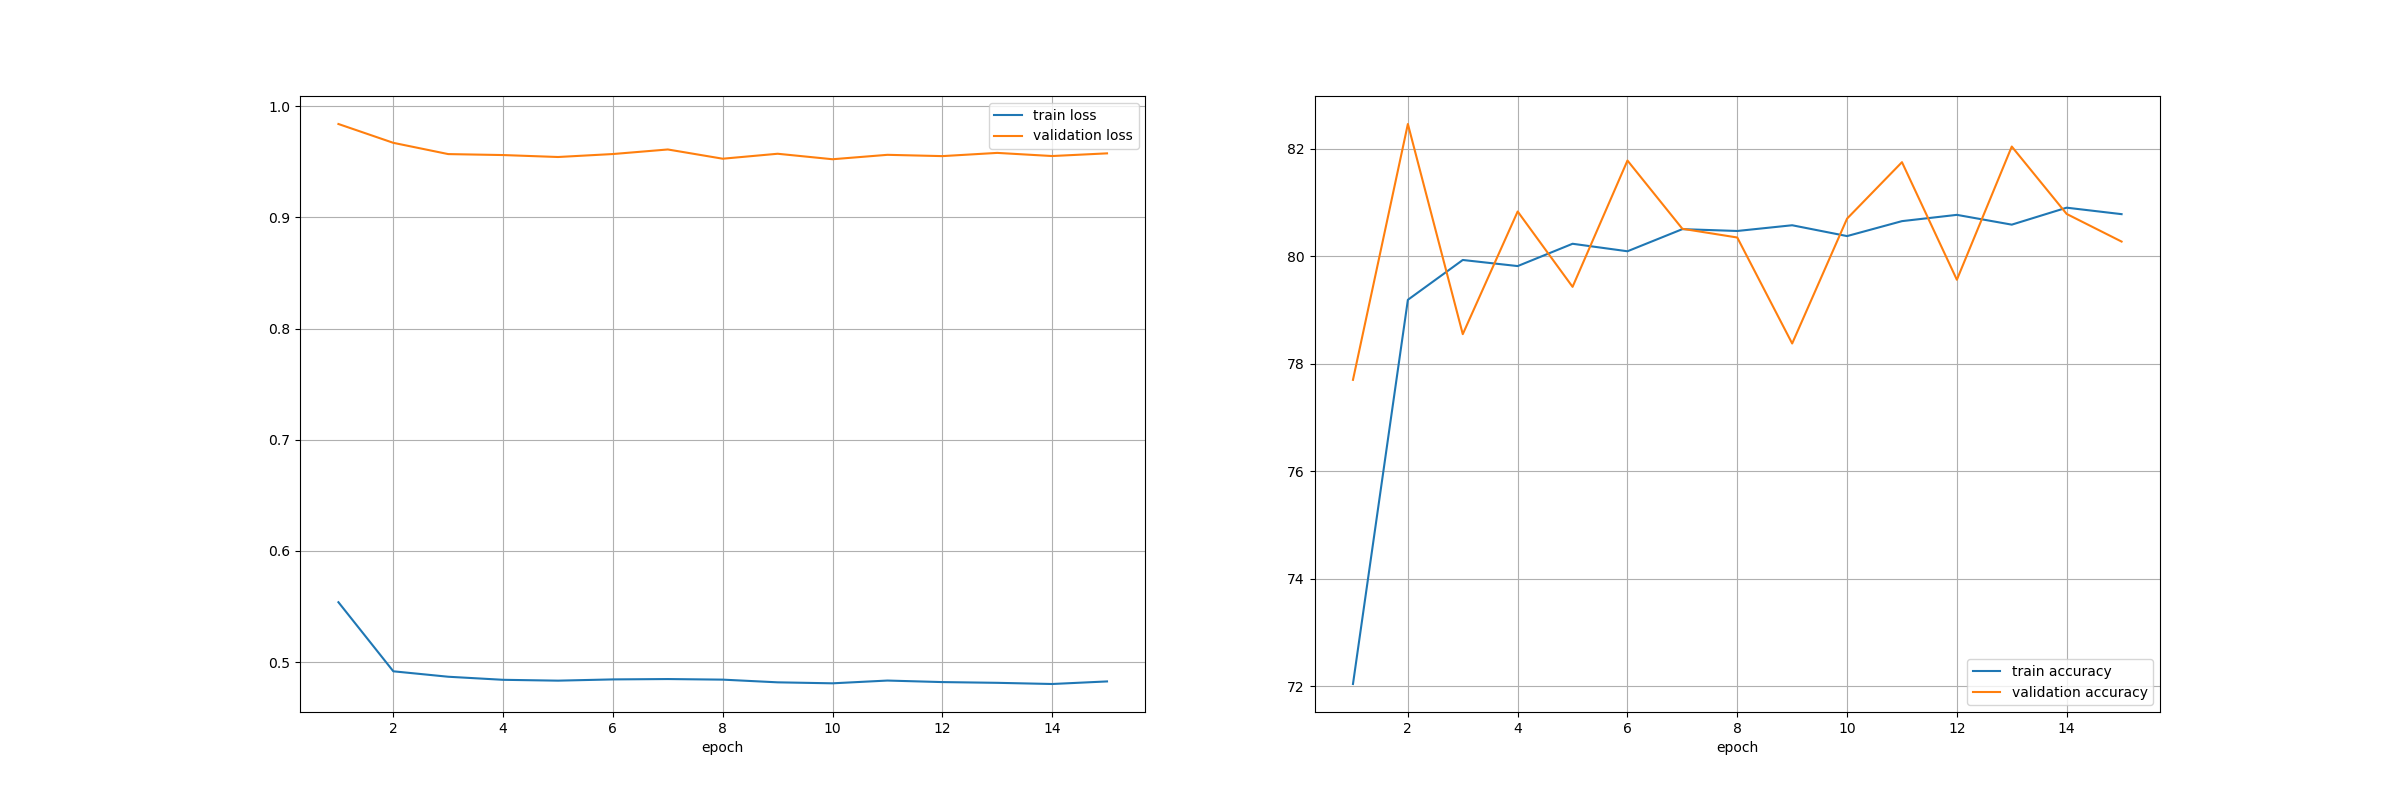 1.0
0.9
0.8
0.7
0.6
0.5
2 4 6 8 10 12 14
epoch
train loss
validation loss
82
80
78
76
74
72
2 4 6 8 10 12 14
epoch
train accuracy
validation accuracy